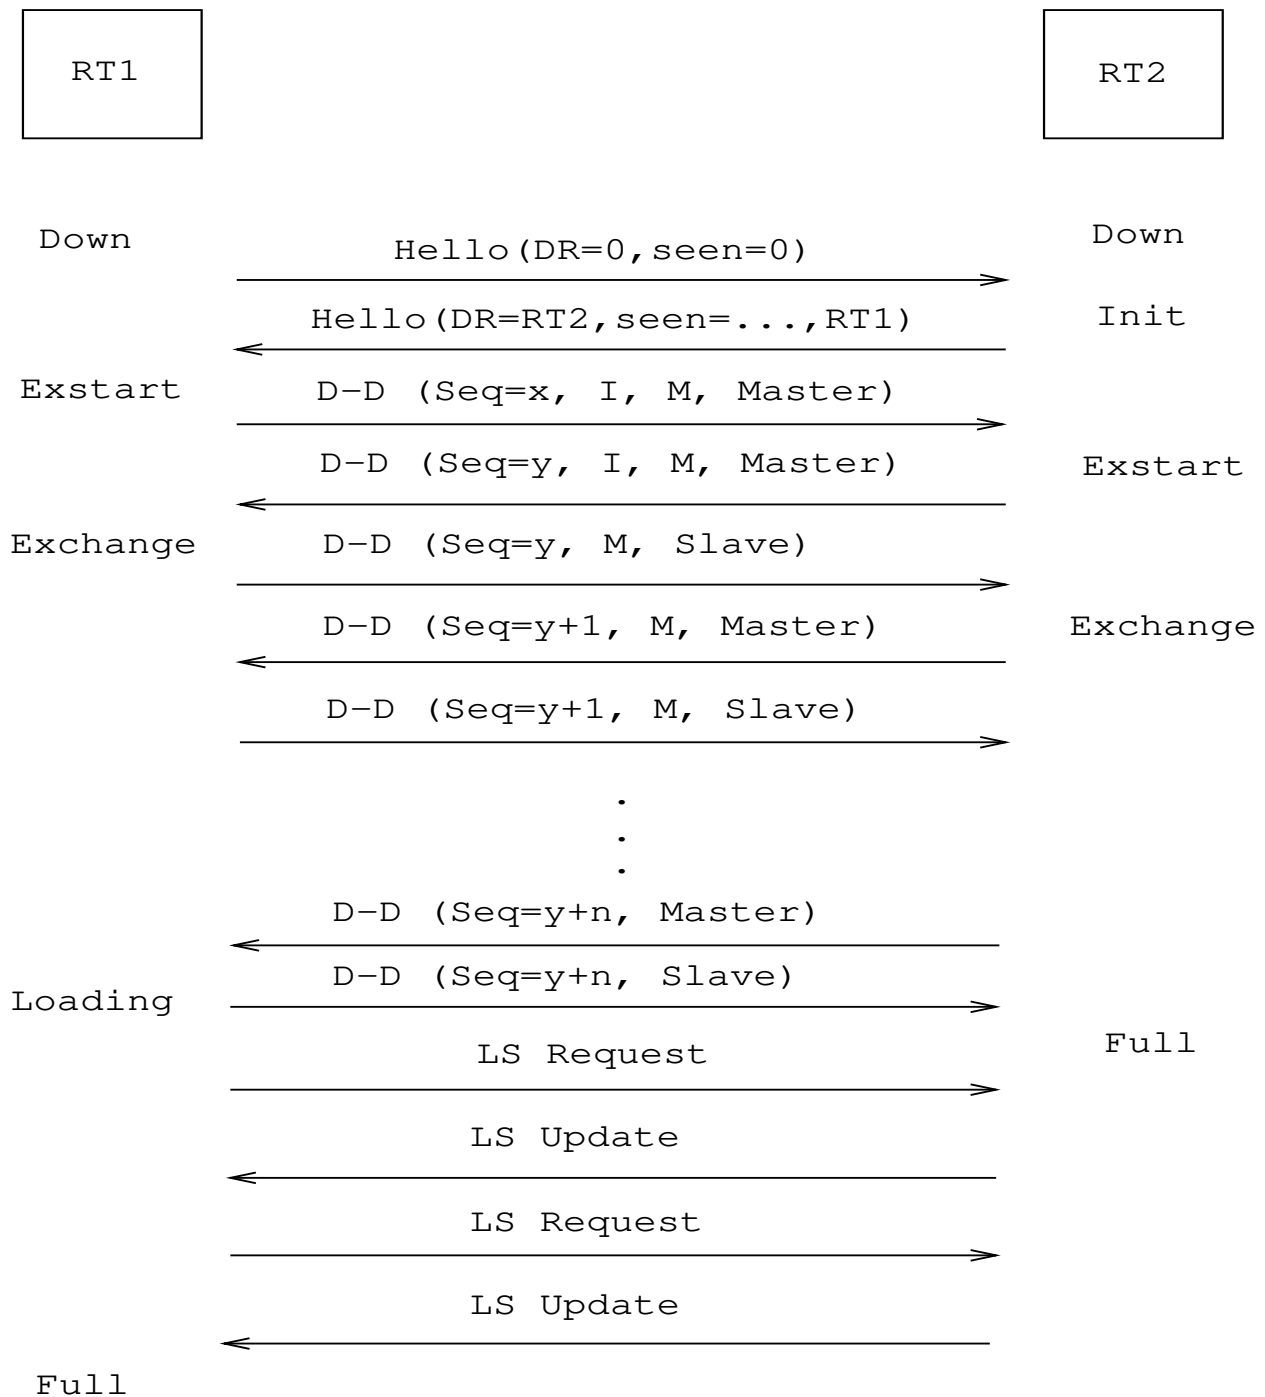 RT1
RT2
Down
Down
Hello(DR=0,seen=0)
Hello(DR=RT2,seen=...,RT1)
Init
Exstart
D-D (Seq=x, I, M, Master)
D-D (Seq=y, I, M, Master)
Exstart
Exchange
D-D (Seq=y, M, Slave)
D-D (Seq=y+1, M, Master)
Exchange
D-D (Seq=y+1, M, Slave)
.
.
.
D-D (Seq=y+n, Master)
D-D (Seq=y+n, Slave)
Loading
Full
LS Request
LS Update
LS Request
LS Update
Full